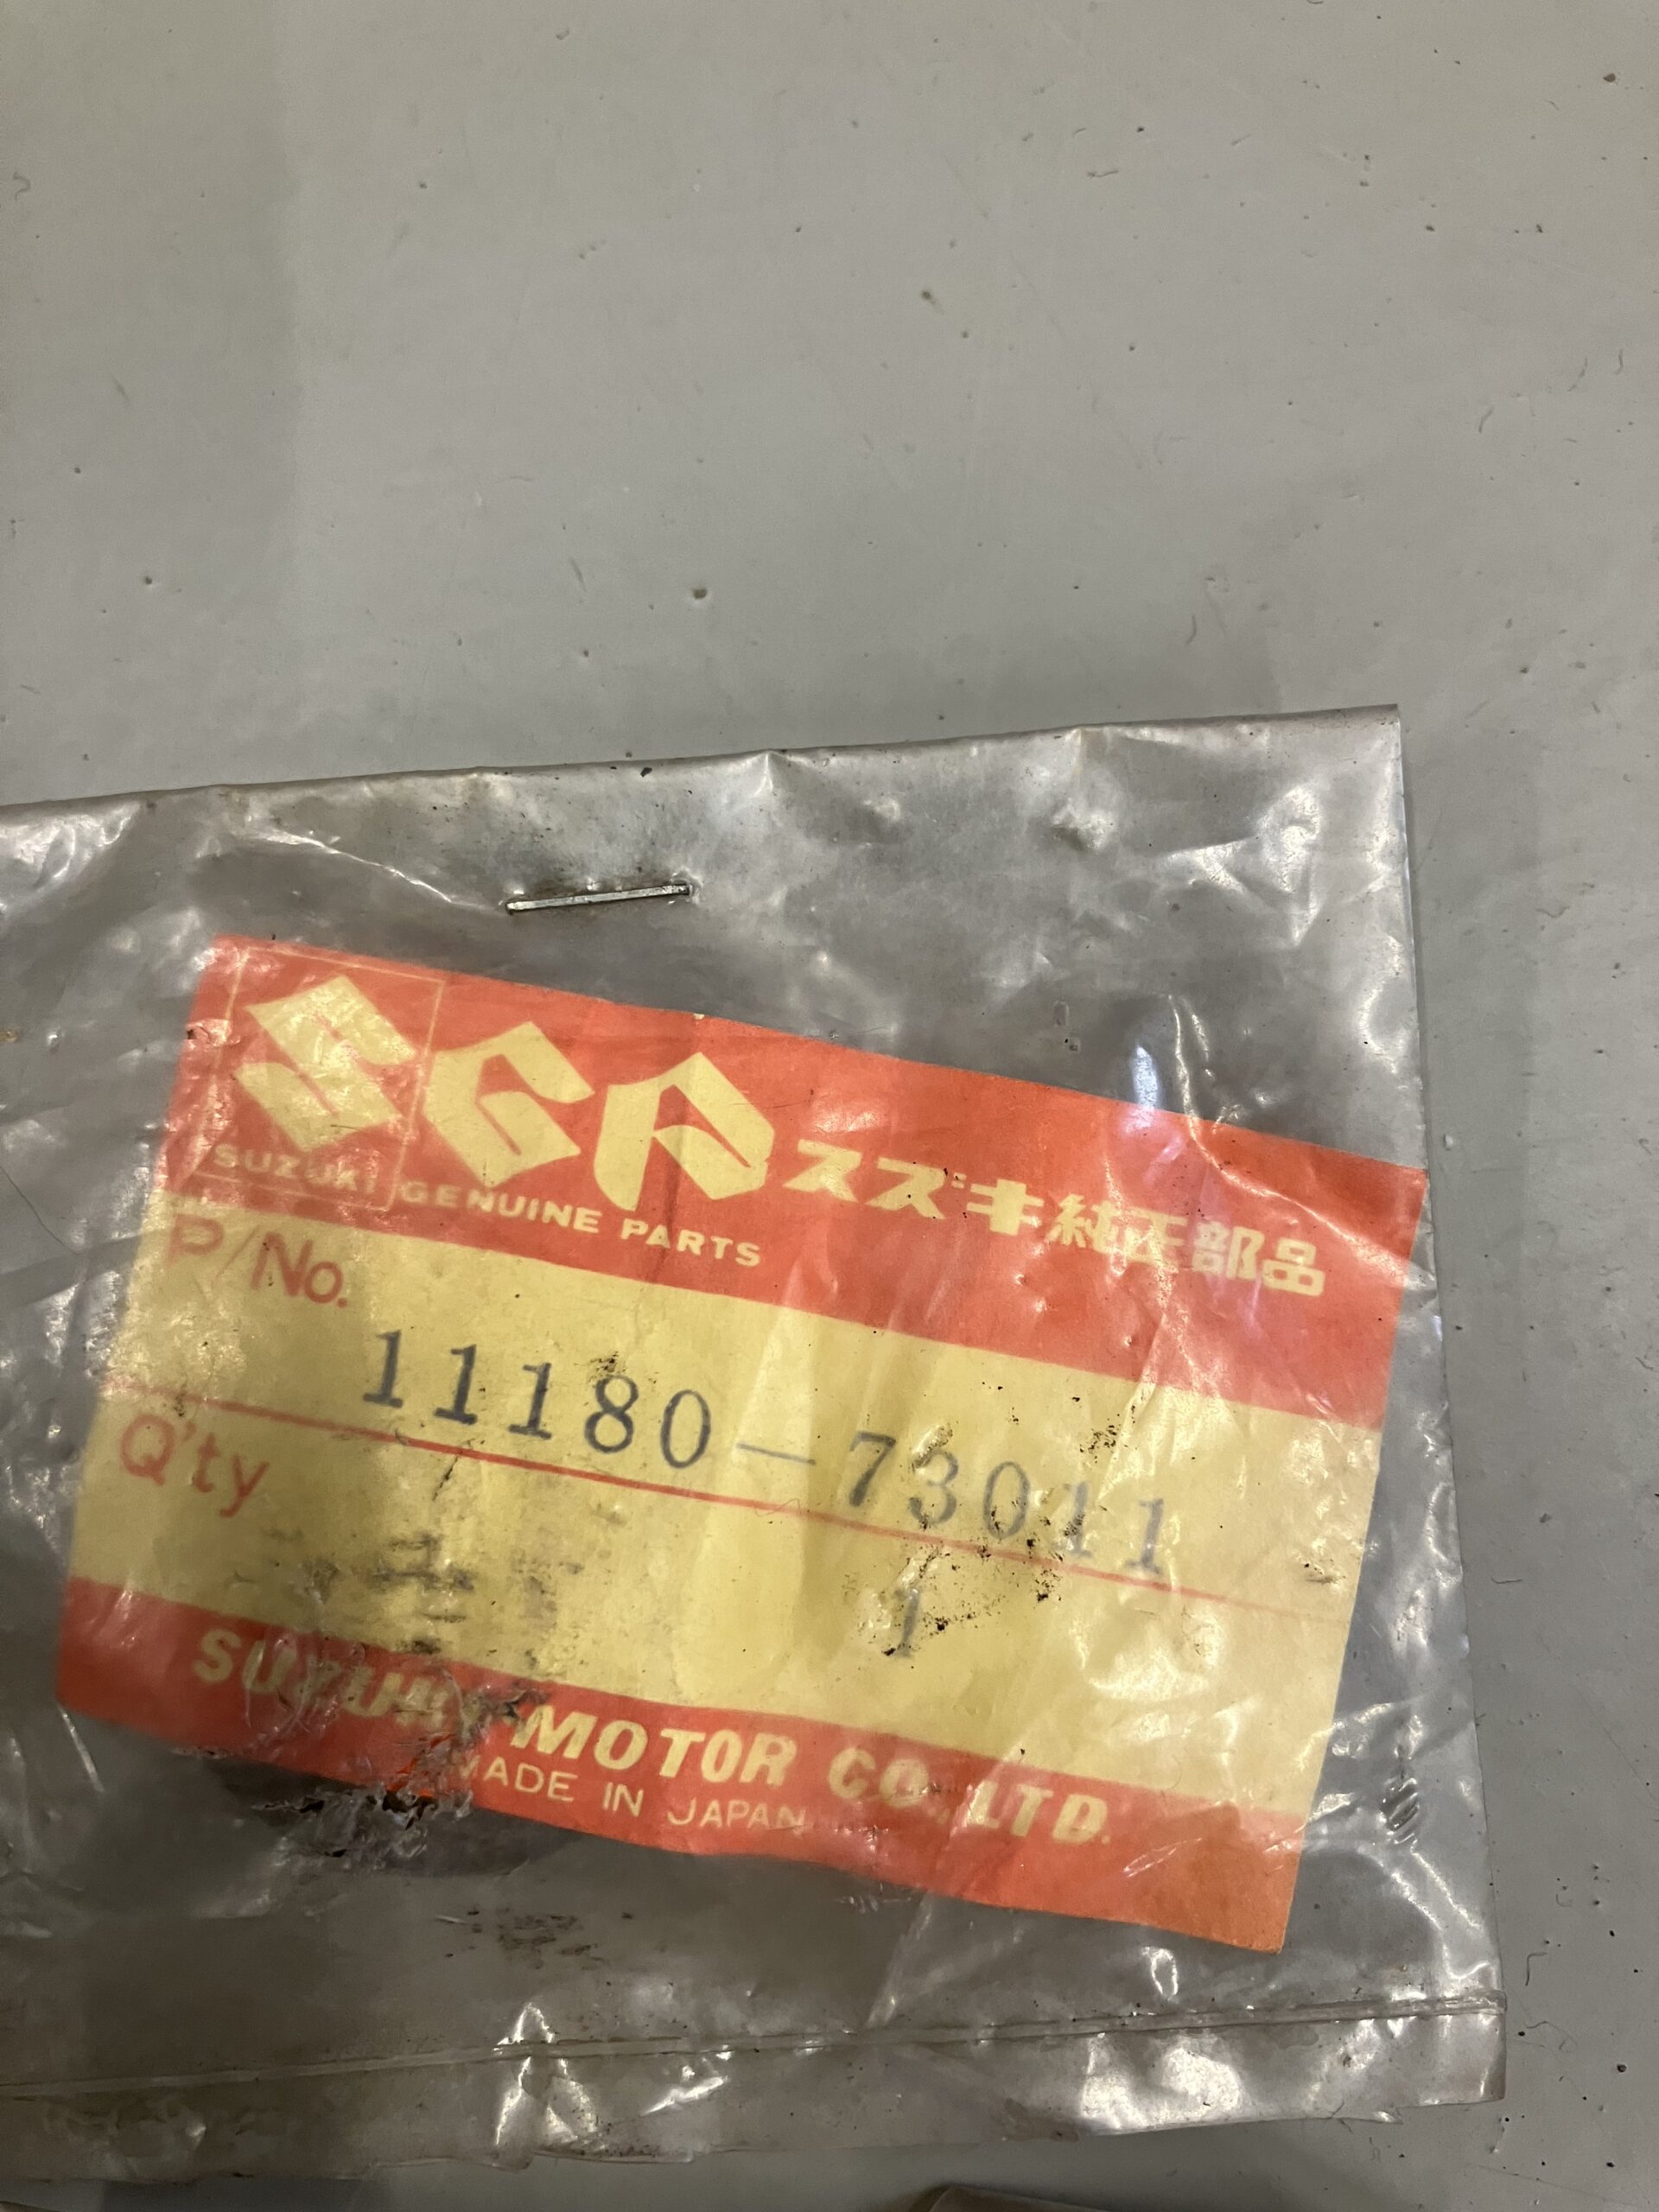 SGP スズキ純正部品
SUZUKI GENUINE PARTS
P/No.
11180-73011
Q'ty
1
SUZUKI MOTOR CO., LTD.
MADE IN JAPAN